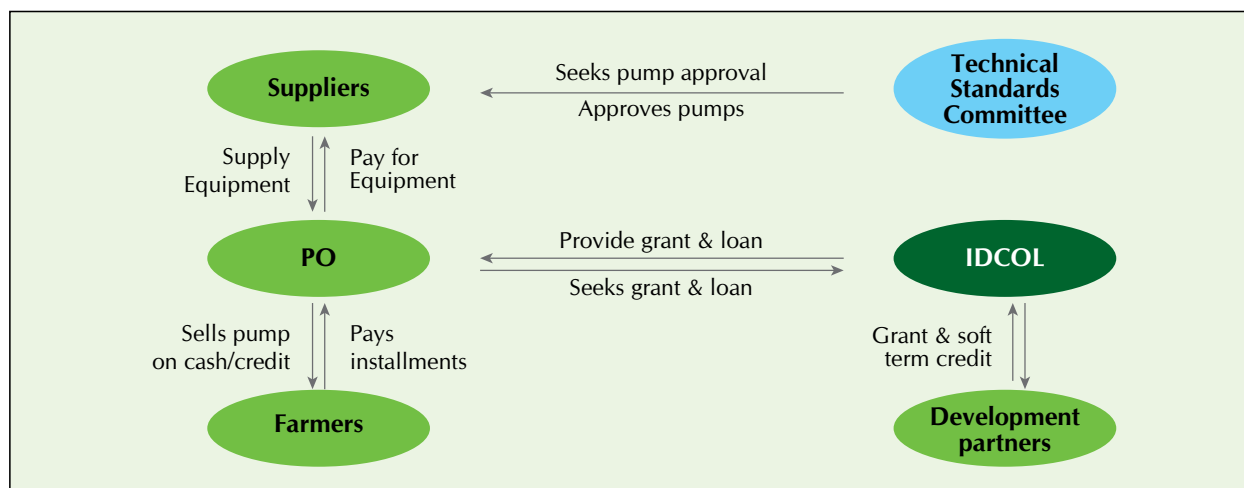 Suppliers
Seeks pump approval
Approves pumps
Technical
Standards
Committee
Supply
Equipment
Pay for
Equipment
PO
Provide grant & loan
Seeks grant & loan
IDCOL
Sells pump
on cash/credit
Pays
installments
Grant & soft
term credit
Farmers
Development
partners